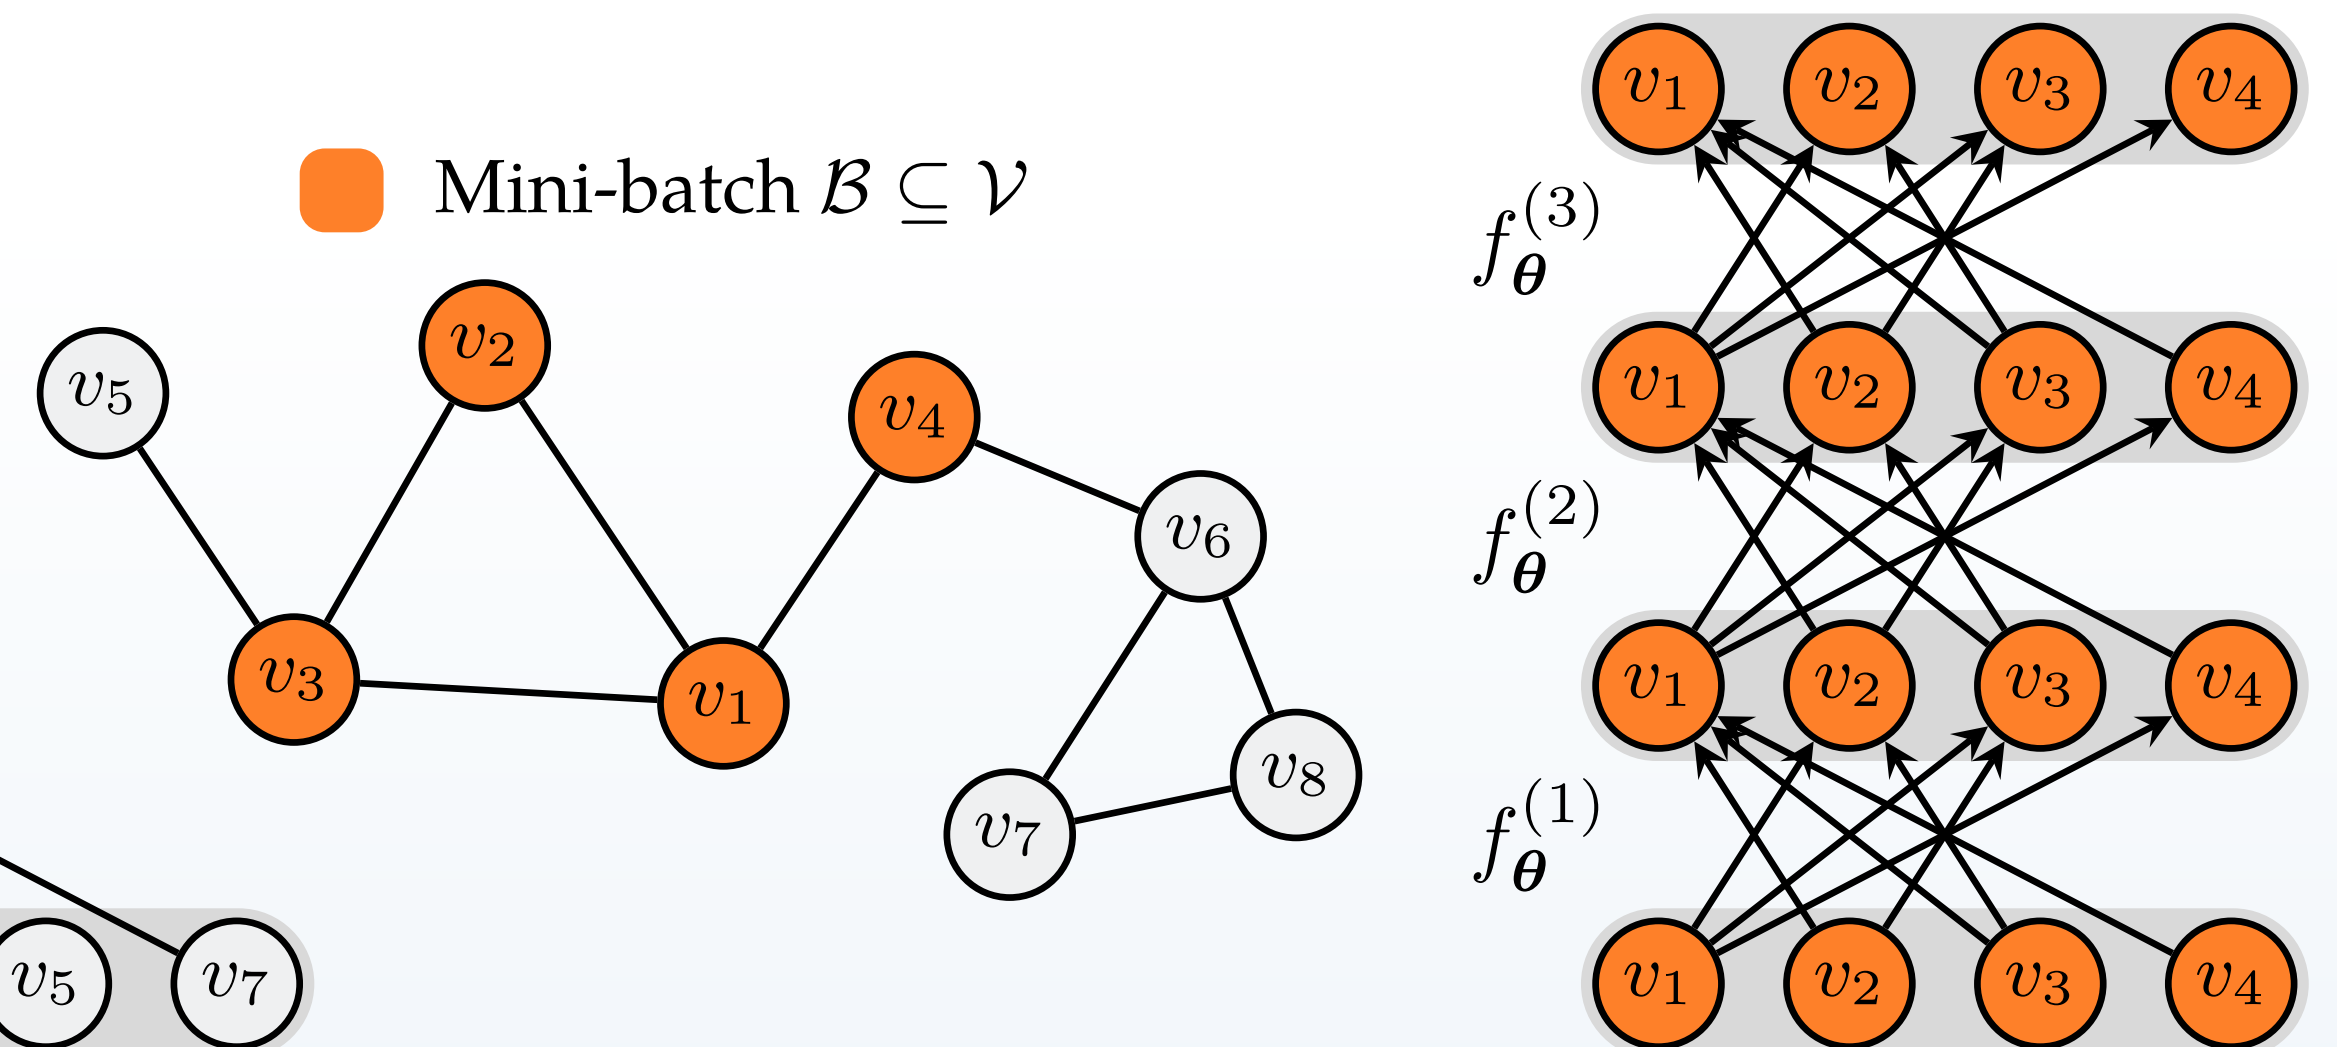 Mini-batch ℬ ⊆ 𝒱
v₅
v₂
v₄
v₆
v₃
v₁
v₈
v₇
v₅ v₇
v₁ v₂ v₃ v₄
f_θ^(3)
v₁ v₂ v₃ v₄
f_θ^(2)
v₁ v₂ v₃ v₄
f_θ^(1)
v₁ v₂ v₃ v₄